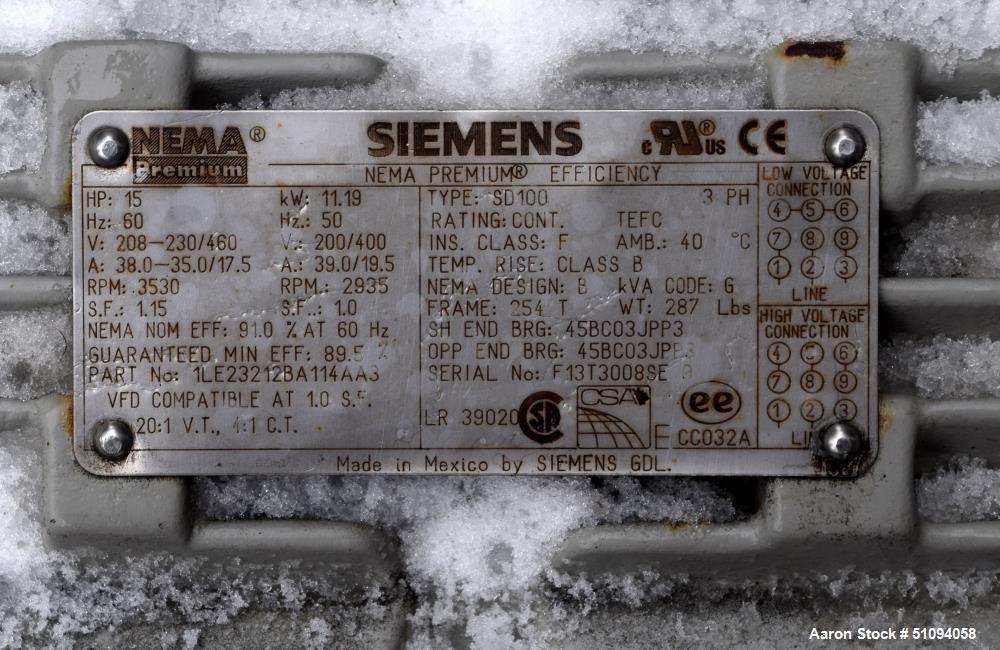 NEMA® SIEMENS c RU® US CE
Premium
NEMA PREMIUM® EFFICIENCY
HP: 15 kW: 11.19
Hz: 60 Hz.: 50
V: 208-230/460 V.: 200/400
A: 38.0-35.0/17.5 A.: 39.0/19.5
RPM: 3530 RPM.: 2935
S.F.: 1.15 S.F..: 1.0
NEMA NOM EFF: 91.0 % AT 60 Hz
GUARANTEED MIN EFF: 89.5 %
PART No: 1LE23212BA114AA3
VFD COMPATIBLE AT 1.0 S.F.
20:1 V.T., 4:1 C.T.
TYPE: SD100 3 PH
RATING: CONT. TEFC
INS. CLASS: F AMB.: 40 °C
TEMP. RISE: CLASS B
NEMA DESIGN: B kVA CODE: G
FRAME: 254 T WT: 287 Lbs
SH END BRG: 45BC03JPP3
OPP END BRG: 45BC03JPP3
SERIAL No: F13T3008SE
LR 39020 SA CSA ee
E CC032A
LOW VOLTAGE
CONNECTION
4-5-6
7 8 9
1 2 3
LINE
HIGH VOLTAGE
CONNECTION
4 5 6
7 8 9
1 2 3
Made in Mexico by SIEMENS GDL.
Aaron Stock # 51094058